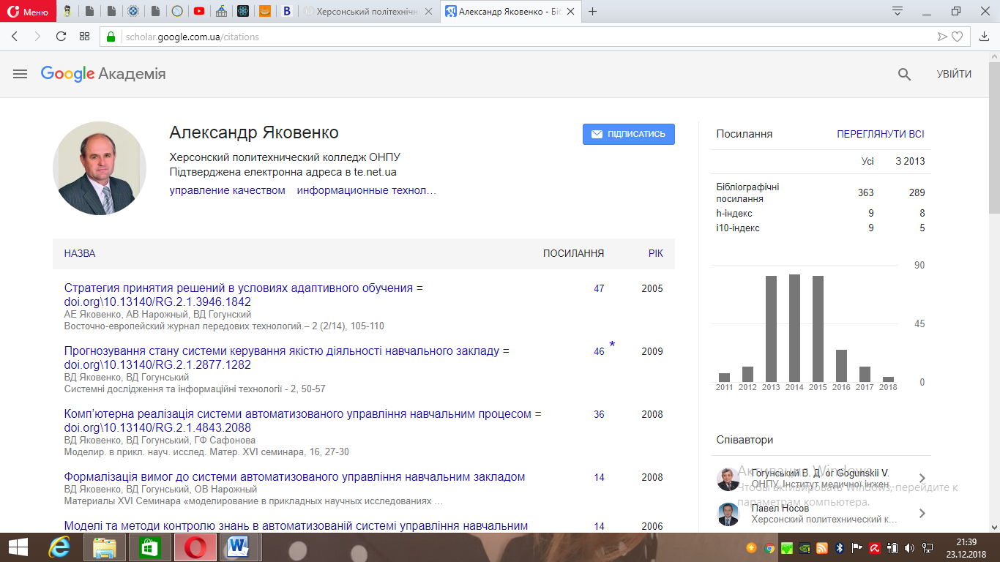 Меню
Херсонський політехнічн
Александр Яковенко - Біб
scholar.google.com.ua/citations
Google Академія
УВІЙТИ
Александр Яковенко
ПІДПИСАТИСЬ
Херсонский политехнический колледж ОНПУ
Підтверджена електронна адреса в te.net.ua
управление качеством информационные технол…
НАЗВА ПОСИЛАННЯ РІК
Стратегия принятия решений в условиях адаптивного обучения = 47 2005
doi.org\10.13140/RG.2.1.3946.1842
АЕ Яковенко, АВ Нарожный, ВД Гогунский
Восточно-европейский журнал передових технологий.– 2 (2/14), 105-110
Прогнозування стану системи керування якістю діяльності навчального закладу = 46 * 2009
doi.org\10.13140/RG.2.1.2877.1282
ВД Яковенко, ВД Гогунський
Системні дослідження та інформаційні технології - 2, 50-57
Комп’ютерна реалізація системи автоматизованого управління навчальним процесом = 36 2008
doi.org\10.13140/RG.2.1.4843.2088
ВД Яковенко, ВД Гогунський, ГФ Сафонова
Моделир. в прикл. науч. исслед. Матер. XVI семинара, 16, 27-30
Формалізація вимог до системи автоматизованого управління навчальним закладом 14 2008
ВД Яковенко, ВД Гогунський, ОВ Нарожный
Материалы XVI Семинара «моделирование в прикладных научных исследованиях …
Моделі та методи контролю знань в автоматизованій системі управління навчальним 14 2006
Посилання ПЕРЕГЛЯНУТИ ВСІ
Усі З 2013
Бібліографічні
посилання 363 289
h-індекс 9 8
i10-індекс 9 5
90
45
0
2011 2012 2013 2014 2015 2016 2017 2018
Співавтори
Гогунський В. Д. or Gogunskii V.
ОНПУ, Інститут медичної інжен…
Павел Носов
Херсонский политехнический к…
Активация Windows
Чтобы активировать Windows, перейдите к
параметрам компьютера.
21:39
23.12.2018